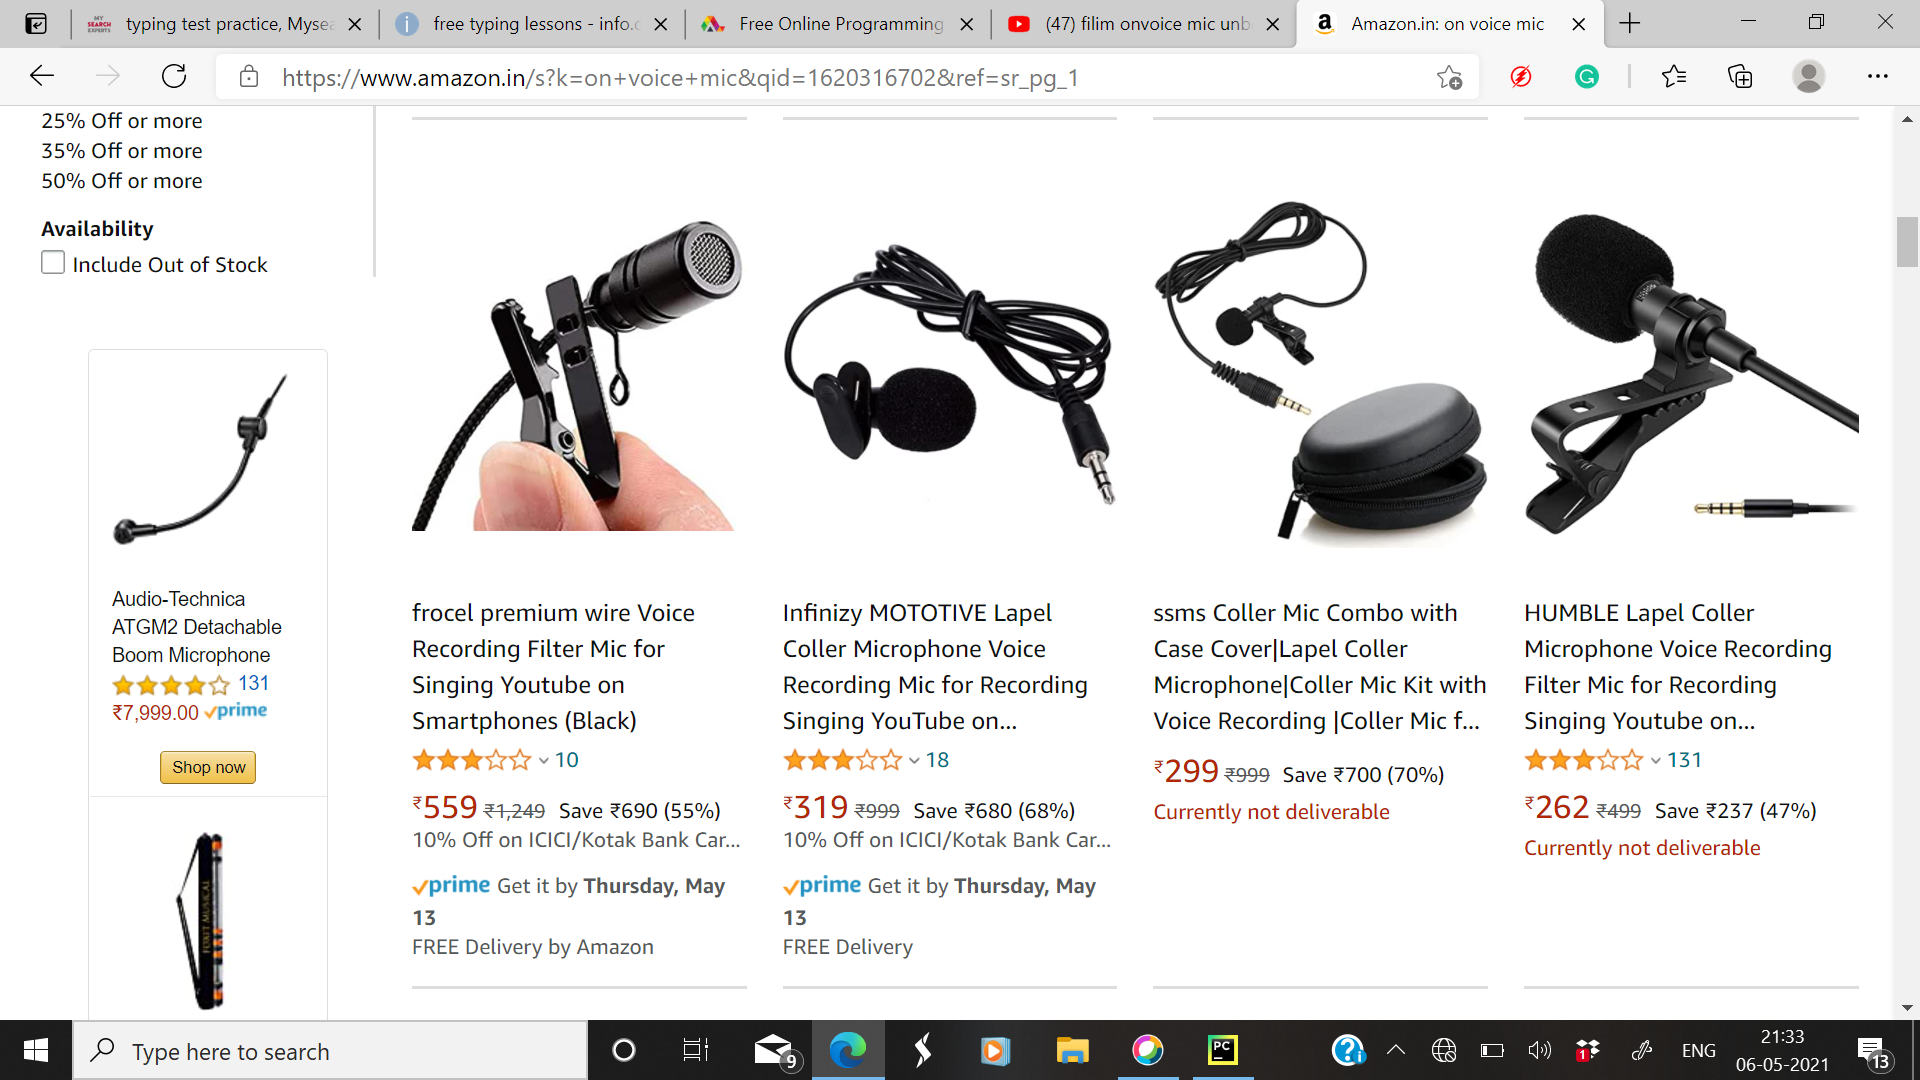 typing test practice, Mysea
free typing lessons - info.c
Free Online Programming
(47) filim onvoice mic unb
Amazon.in: on voice mic
https://www.amazon.in/s?k=on+voice+mic&qid=1620316702&ref=sr_pg_1
25% Off or more
35% Off or more
50% Off or more
Availability
Include Out of Stock
Audio-Technica
ATGM2 Detachable
Boom Microphone
131
₹7,999.00 prime
Shop now
FOXIT MUSICAL
frocel premium wire Voice
Recording Filter Mic for
Singing Youtube on
Smartphones (Black)
10
₹559 ₹1,249 Save ₹690 (55%)
10% Off on ICICI/Kotak Bank Car...
prime Get it by Thursday, May
13
FREE Delivery by Amazon
Infinizy MOTOTIVE Lapel
Coller Microphone Voice
Recording Mic for Recording
Singing YouTube on...
18
₹319 ₹999 Save ₹680 (68%)
10% Off on ICICI/Kotak Bank Car...
prime Get it by Thursday, May
13
FREE Delivery
ssms Coller Mic Combo with
Case Cover|Lapel Coller
Microphone|Coller Mic Kit with
Voice Recording |Coller Mic f...
₹299 ₹999 Save ₹700 (70%)
Currently not deliverable
HUMBLE Lapel Coller
Microphone Voice Recording
Filter Mic for Recording
Singing Youtube on...
131
₹262 ₹499 Save ₹237 (47%)
Currently not deliverable
Type here to search
9
PC
1
ENG
21:33
06-05-2021
13